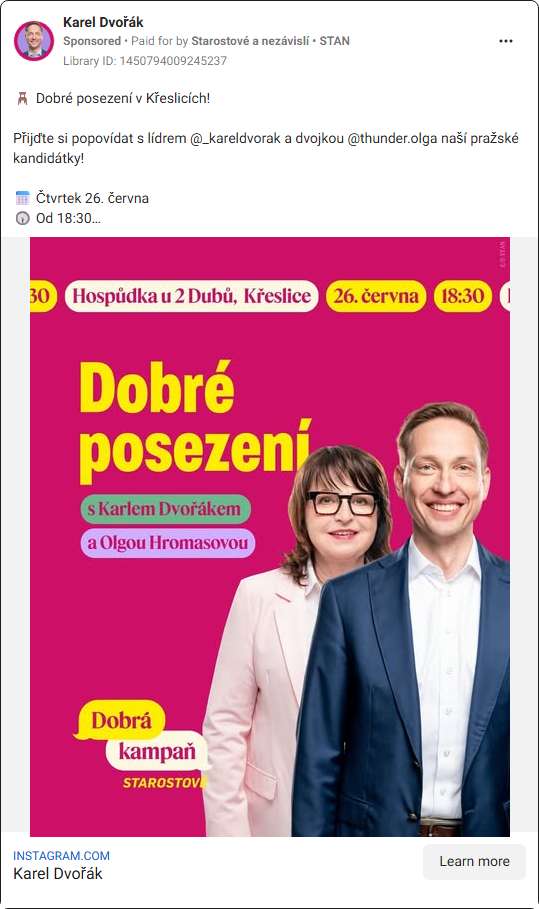 Karel Dvořák
Sponsored • Paid for by Starostové a nezávislí • STAN
Library ID: 1450794009245237
Dobré posezení v Křeslicích!
Přijďte si popovídat s lídrem @_kareldvorak a dvojkou @thunder.olga naší pražské
kandidátky!
Čtvrtek 26. června
Od 18:30...
©/® STAN
30 Hospůdka u 2 Dubů, Křeslice 26. června 18:30
Dobré
posezení
s Karlem Dvořákem
a Olgou Hromasovou
Dobrá
kampaň
STAROSTOVÉ
INSTAGRAM.COM
Karel Dvořák
Learn more